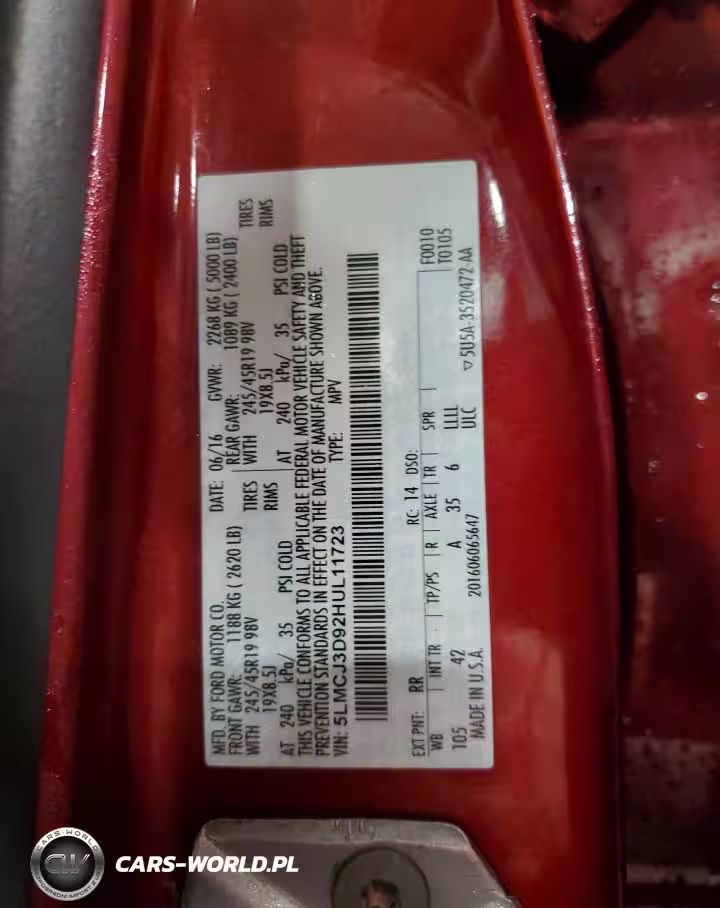 MFD. BY FORD MOTOR CO.
DATE: 06/16
GVWR: 2268 KG ( 5000 LB)
FRONT GAWR: 1188 KG ( 2620 LB)
REAR GAWR: 1089 KG ( 2400 LB)
WITH 245/45R19 98V TIRES
WITH 245/45R19 98V TIRES
19X8.5J RIMS
19X8.5J RIMS
AT 240 kPa/ 35 PSI COLD
AT 240 kPa/ 35 PSI COLD
THIS VEHICLE CONFORMS TO ALL APPLICABLE FEDERAL MOTOR VEHICLE SAFETY AND THEFT
PREVENTION STANDARDS IN EFFECT ON THE DATE OF MANUFACTURE SHOWN ABOVE.
VIN: 5LMCJ3D92HUL11723
TYPE: MPV
EXT PNT: RR
RC: 14 DSO:
F0010
WB INT TR TP/PS R AXLE TR SPR
T0105
105 42 A 35 6 LLLL
MADE IN U.S.A.
201606065647
ULC
▽5U5A-3520472-AA
CARS-WORLD
CW
CARS-WORLD.PL